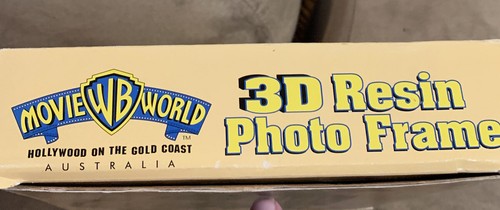 MOVIE WB WORLD
TM
HOLLYWOOD ON THE GOLD COAST
AUSTRALIA
3D Resin
Photo Frame